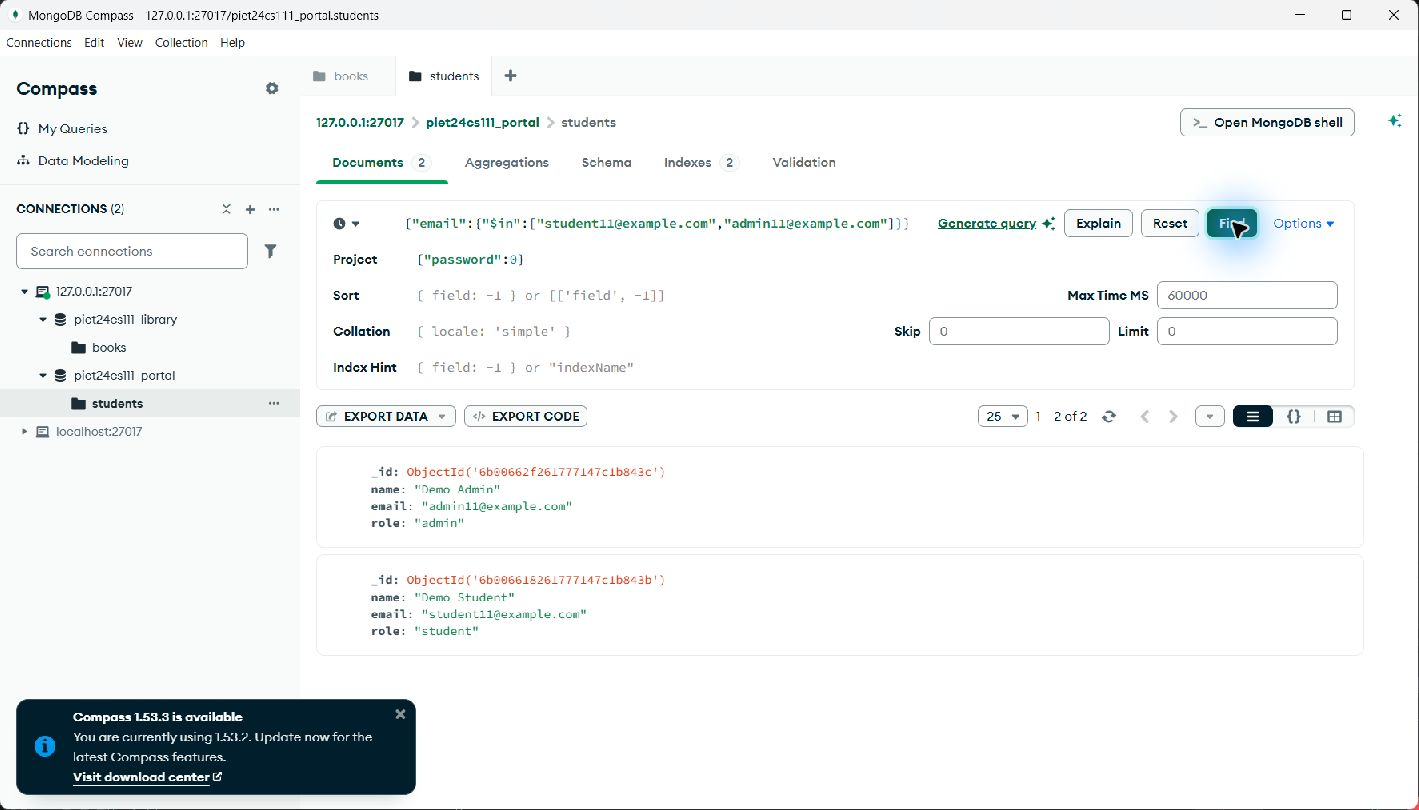 MongoDB Compass - 127.0.0.1:27017/piet24cs111_portal.students
Connections Edit View Collection Help
Compass
My Queries
Data Modeling
CONNECTIONS (2)
Search connections
127.0.0.1:27017
piet24cs111_library
books
piet24cs111_portal
students
localhost:27017
books students
127.0.0.1:27017 > piet24cs111_portal > students
>_ Open MongoDB shell
Documents 2 Aggregations Schema Indexes 2 Validation
{"email":{"$in":["student11@example.com","admin11@example.com"]}} Generate query Explain Reset Find Options
Project {"password":0}
Sort { field: -1 } or [['field', -1]] Max Time MS 60000
Collation { locale: 'simple' } Skip 0 Limit 0
Index Hint { field: -1 } or "indexName"
EXPORT DATA EXPORT CODE 25 1 - 2 of 2 {}
_id: ObjectId('6b00662f261777147c1b843c')
name: "Demo Admin"
email: "admin11@example.com"
role: "admin"
_id: ObjectId('6b006618261777147c1b843b')
name: "Demo Student"
email: "student11@example.com"
role: "student"
Compass 1.53.3 is available
You are currently using 1.53.2. Update now for the
latest Compass features.
Visit download center